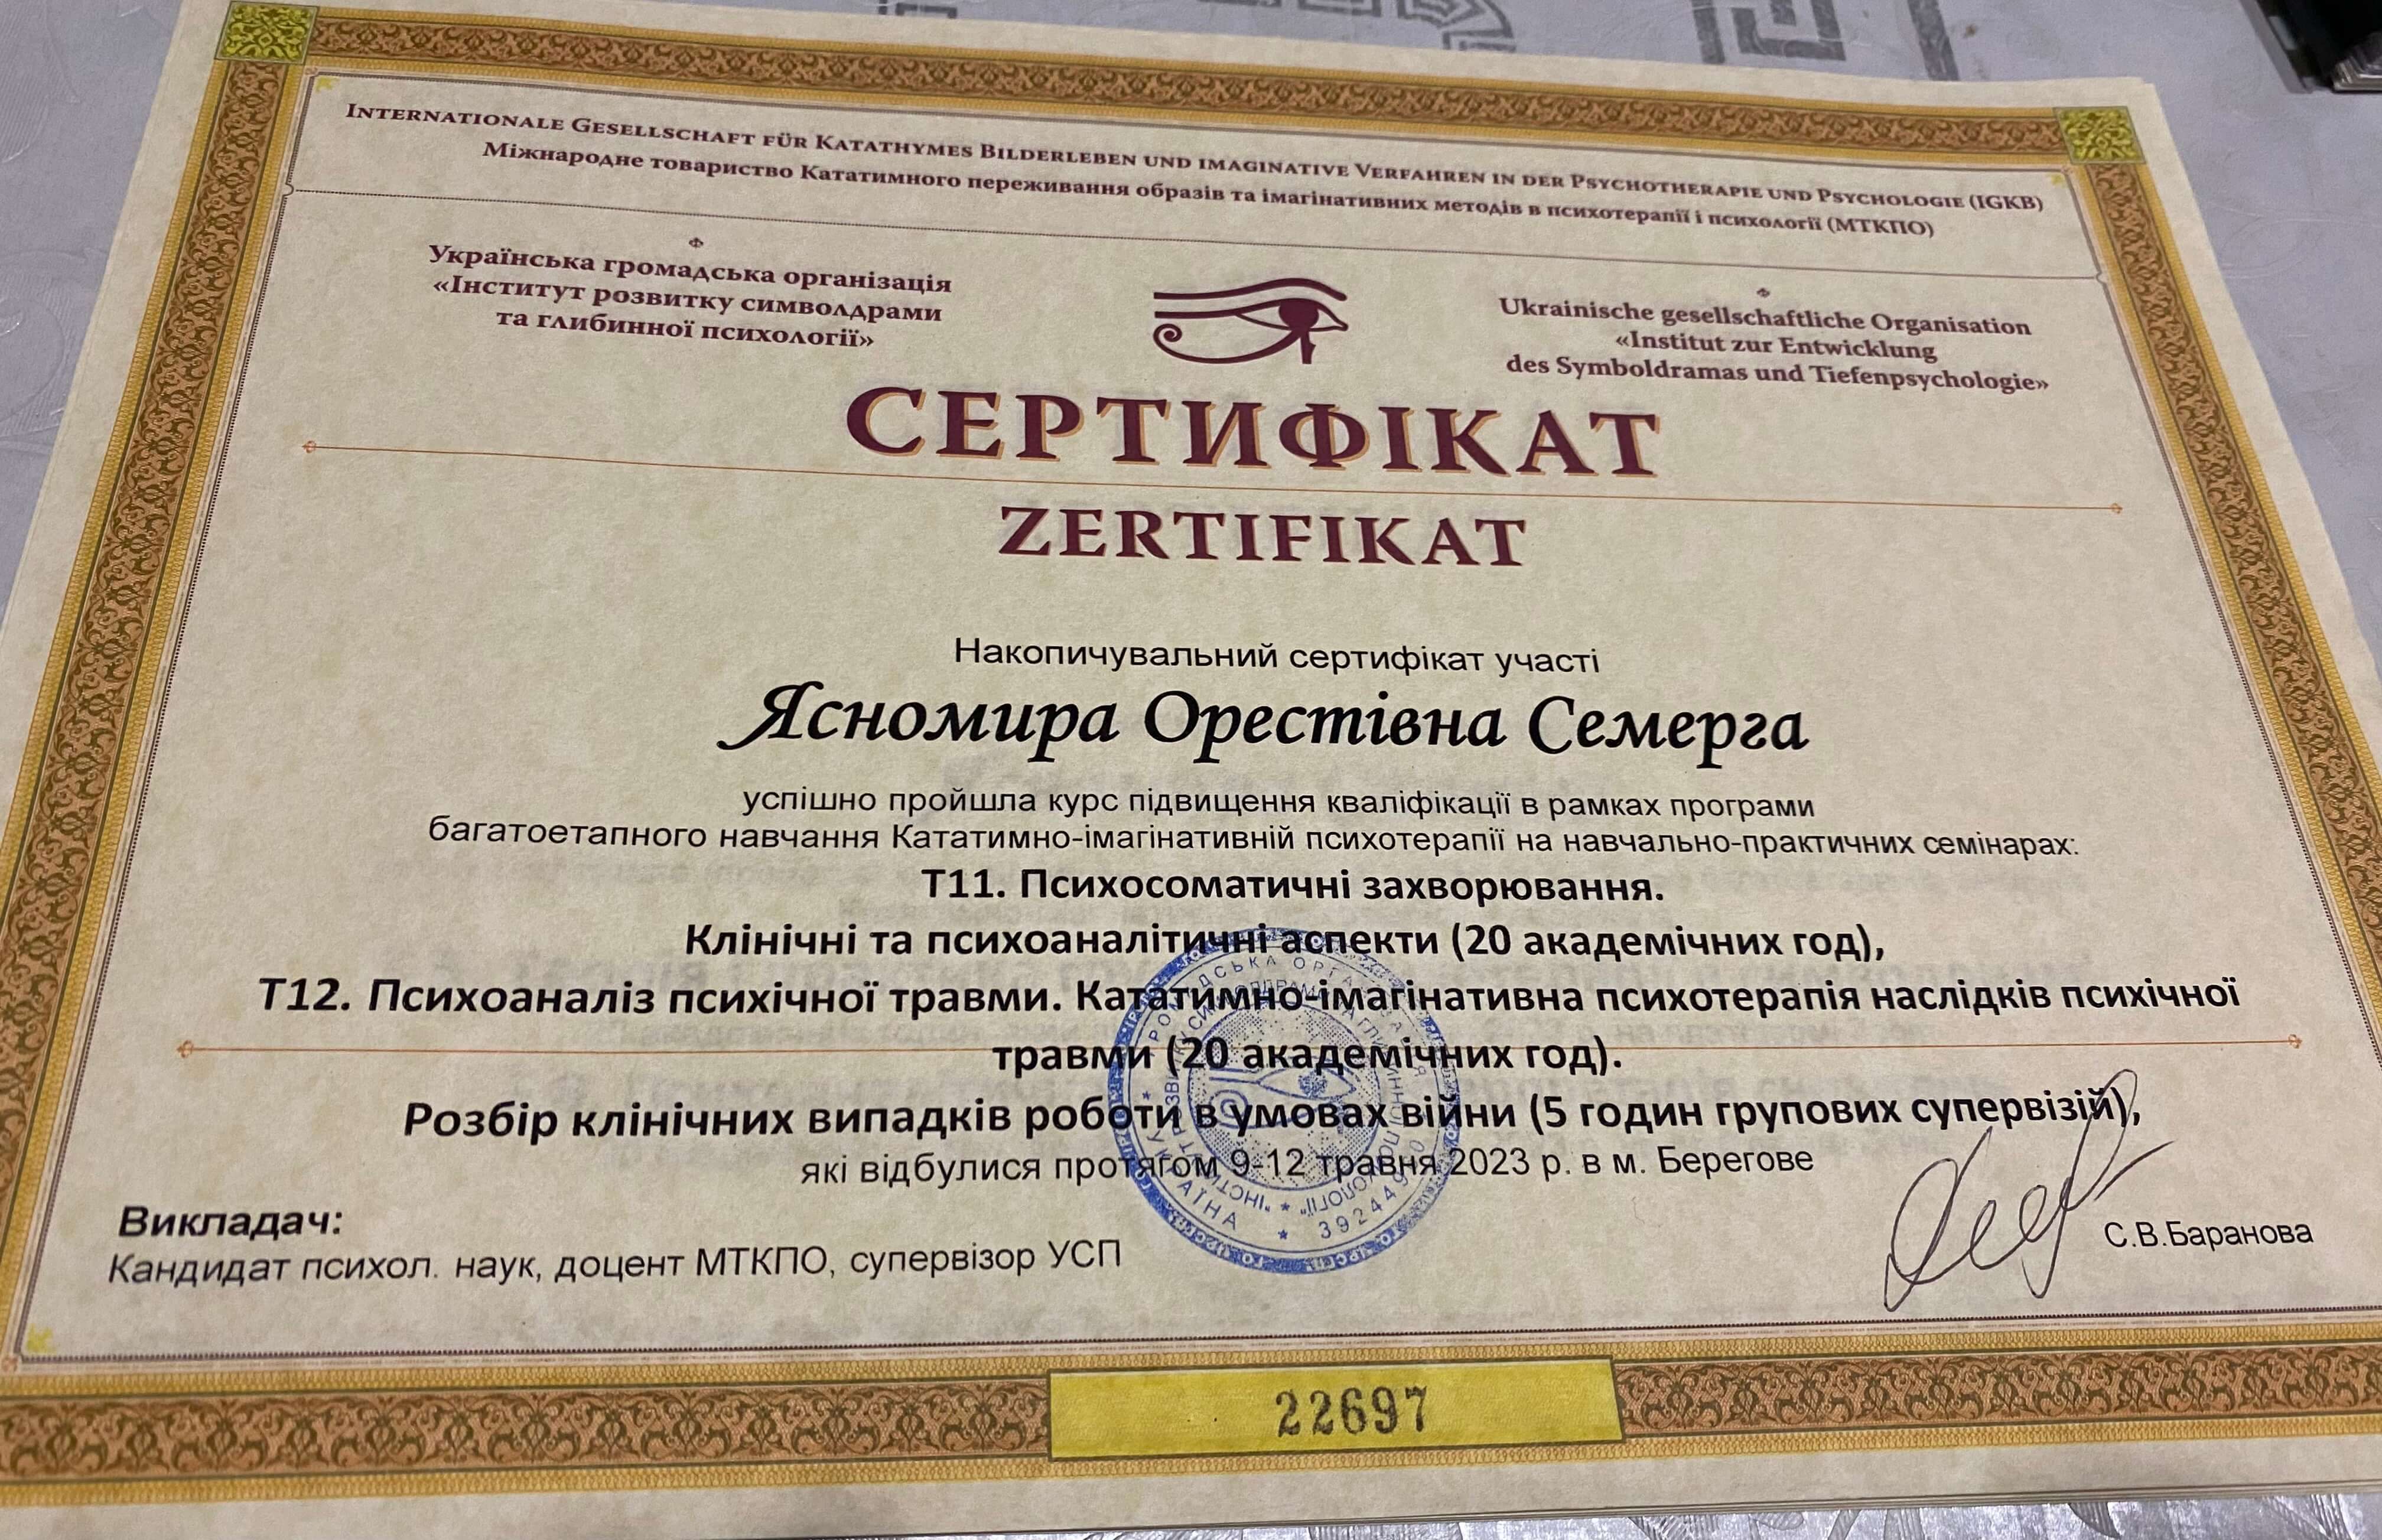 Internationale Gesellschaft für Katathymes Bilderleben und imaginative Verfahren in der Psychotherapie und Psychologie (IGKB)
Міжнародне товариство Кататимного переживання образів та імагінативних методів в психотерапії і психології (МТКПО)
Українська громадська організація
«Інститут розвитку символдрами
та глибинної психології»
Ukrainische gesellschaftliche Organisation
«Institut zur Entwicklung
des Symboldramas und Tiefenpsychologie»
СЕРТИФІКАТ
ZERTIFIKAT
Накопичувальний сертифікат участі
Ясномира Орестівна Семерга
успішно пройшла курс підвищення кваліфікації в рамках програми
багатоетапного навчання Кататимно-імагінативній психотерапії на навчально-практичних семінарах:
Т11. Психосоматичні захворювання.
Клінічні та психоаналітичні аспекти (20 академічних год),
Т12. Психоаналіз психічної травми. Кататимно-імагінативна психотерапія наслідків психічної
травми (20 академічних год).
Розбір клінічних випадків роботи в умовах війни (5 годин групових супервізій),
які відбулися протягом 9-12 травня 2023 р. в м. Берегове
Викладач:
Кандидат психол. наук, доцент МТКПО, супервізор УСП
С.В.Баранова
УКРАЇНА
22697